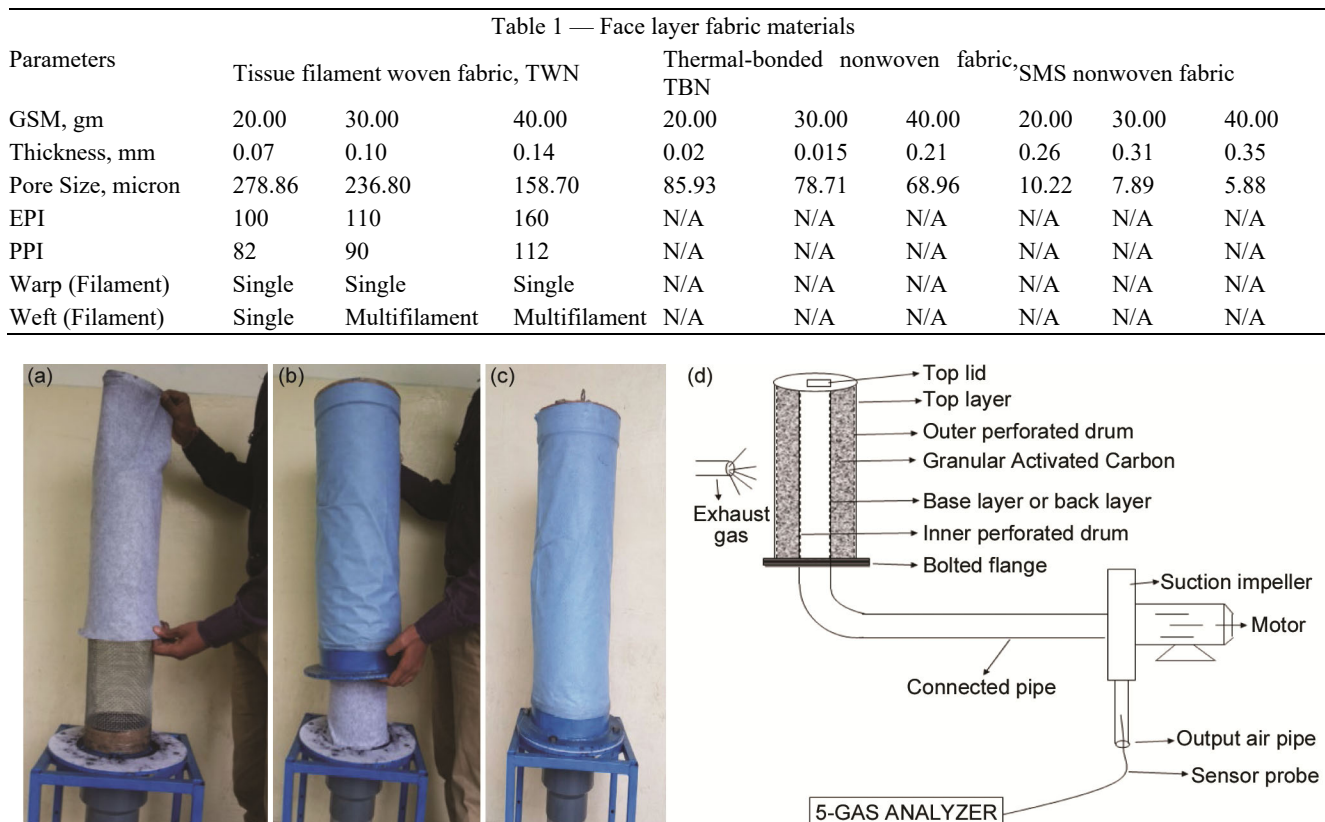 Table 1 — Face layer fabric materials
Parameters Tissue filament woven fabric, TWN Thermal-bonded nonwoven fabric, TBN SMS nonwoven fabric
GSM, gm 20.00 30.00 40.00 20.00 30.00 40.00 20.00 30.00 40.00
Thickness, mm 0.07 0.10 0.14 0.02 0.015 0.21 0.26 0.31 0.35
Pore Size, micron 278.86 236.80 158.70 85.93 78.71 68.96 10.22 7.89 5.88
EPI 100 110 160 N/A N/A N/A N/A N/A N/A
PPI 82 90 112 N/A N/A N/A N/A N/A N/A
Warp (Filament) Single Single Single N/A N/A N/A N/A N/A N/A
Weft (Filament) Single Multifilament Multifilament N/A N/A N/A N/A N/A N/A
(a)
(b)
(c)
(d)
Top lid
Top layer
Outer perforated drum
Granular Activated Carbon
Base layer or back layer
Inner perforated drum
Bolted flange
Exhaust
gas
Suction impeller
Motor
Connected pipe
Output air pipe
Sensor probe
5-GAS ANALYZER